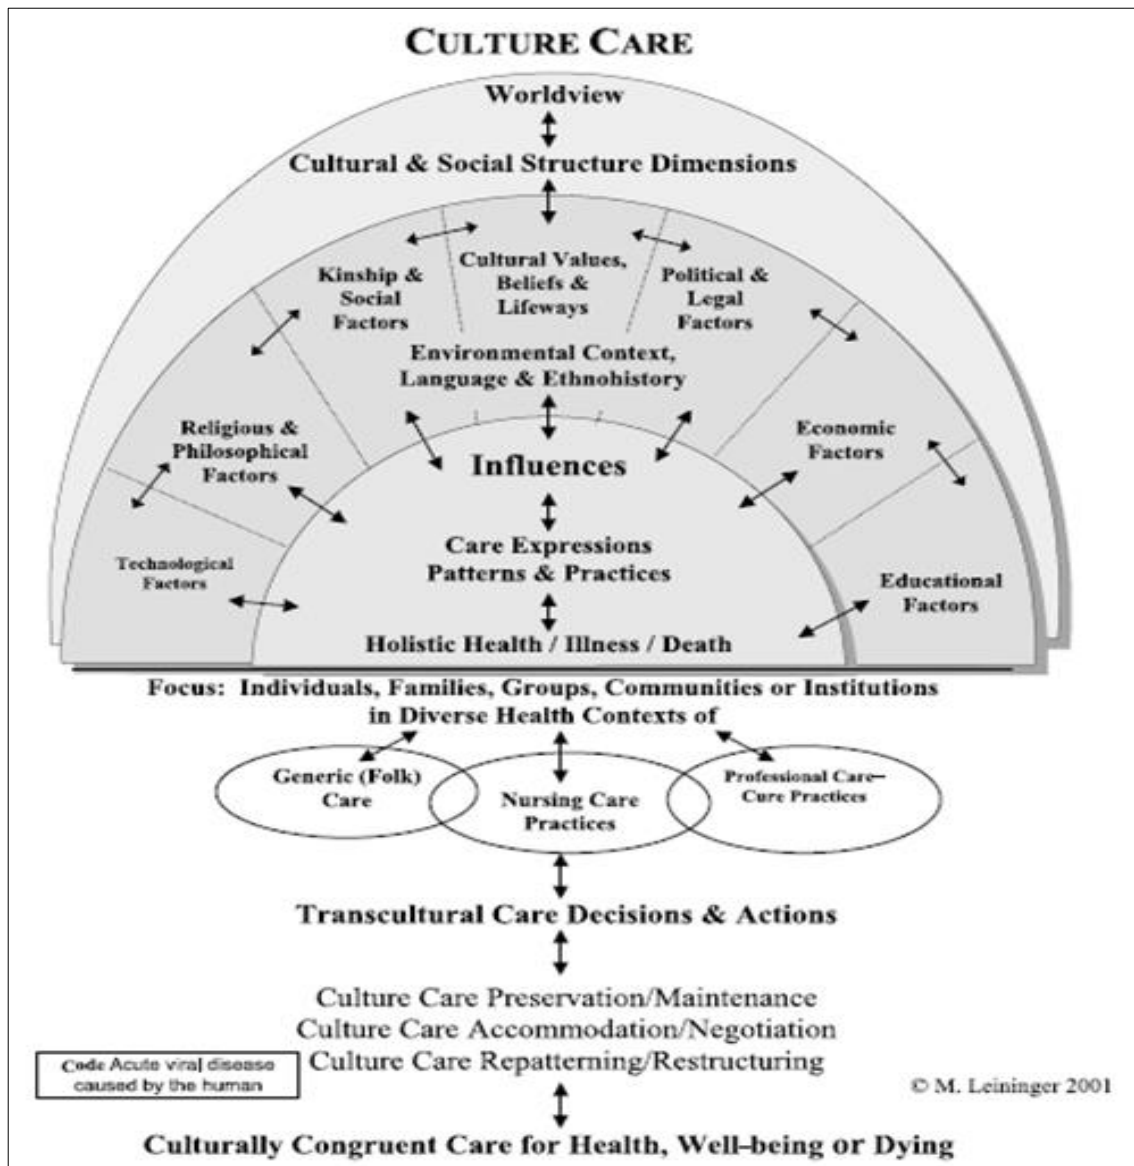 CULTURE CARE
Worldview
Cultural & Social Structure Dimensions
Kinship &
Social
Factors
Cultural Values,
Beliefs &
Lifeways
Political &
Legal
Factors
Environmental Context,
Language & Ethnohistory
Religious &
Philosophical
Factors
Economic
Factors
Technological
Factors
Educational
Factors
Influences
Care Expressions
Patterns & Practices
Holistic Health / Illness / Death
Focus: Individuals, Families, Groups, Communities or Institutions
in Diverse Health Contexts of
Generic (Folk)
Care
Nursing Care
Practices
Professional Care–
Cure Practices
Transcultural Care Decisions & Actions
Culture Care Preservation/Maintenance
Culture Care Accommodation/Negotiation
Culture Care Repatterning/Restructuring
Code Acute viral disease
caused by the human
© M. Leininger 2001
Culturally Congruent Care for Health, Well-being or Dying